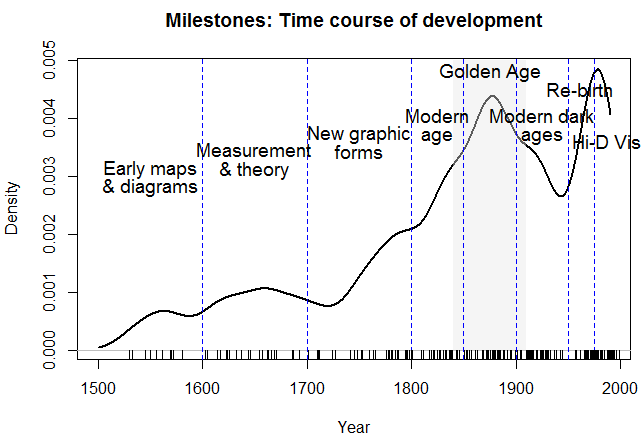 Milestones: Time course of development
Golden Age
Re-birth
Modern
age
Modern dark
ages
New graphic
forms
Hi-D Vis
Measurement
& theory
Early maps
& diagrams
Density
0.005
0.004
0.003
0.002
0.001
0.000
1500
1600
1700
1800
1900
2000
Year